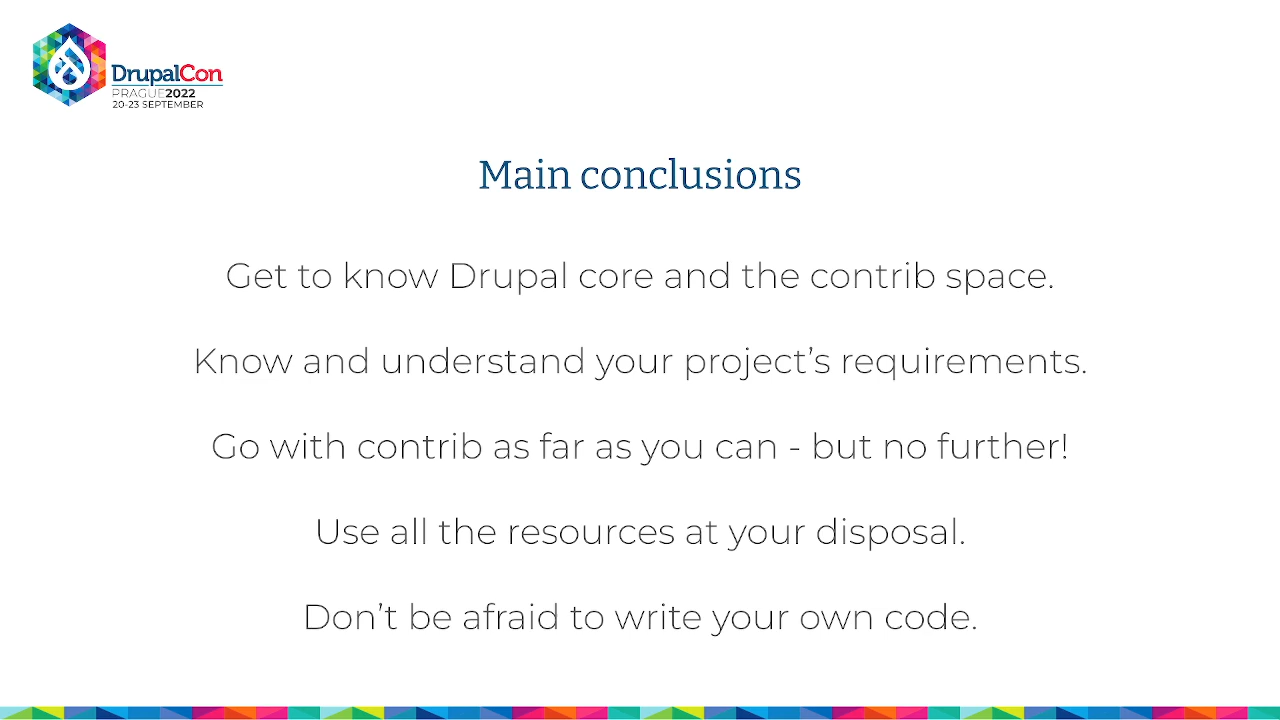 DrupalCon
PRAGUE2022
20-23 SEPTEMBER
Main conclusions
Get to know Drupal core and the contrib space.
Know and understand your project’s requirements.
Go with contrib as far as you can - but no further!
Use all the resources at your disposal.
Don’t be afraid to write your own code.